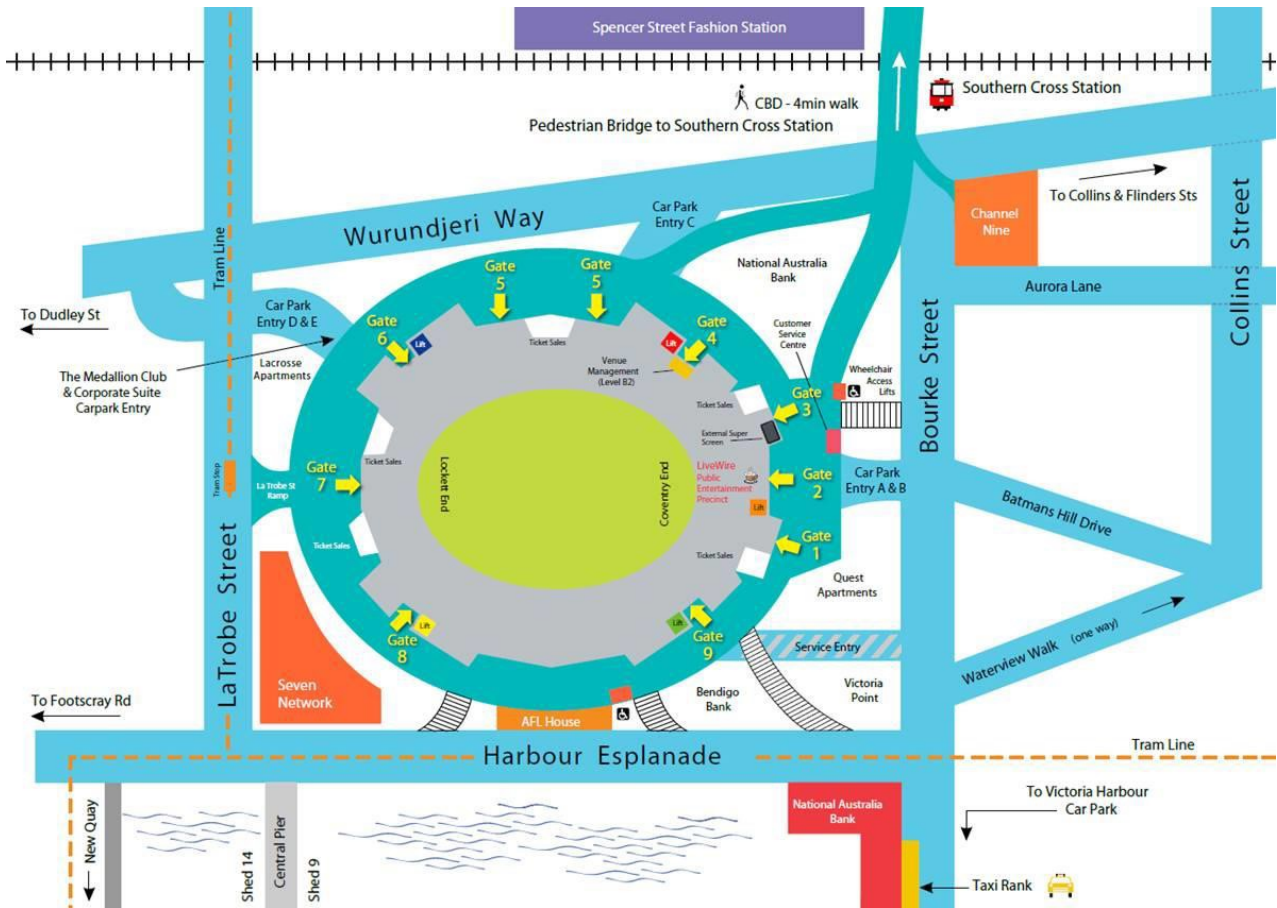 Spencer Street Fashion Station
CBD - 4min walk
Pedestrian Bridge to Southern Cross Station
Southern Cross Station
To Collins & Flinders Sts
Channel
Nine
Collins Street
Aurora Lane
Tram Line
Wurundjeri Way
Car Park
Entry C
National Australia
Bank
Bourke Street
To Dudley St
Car Park
Entry D & E
The Medallion Club
& Corporate Suite
Carpark Entry
Lacrosse
Apartments
Gate
5
Gate
5
Gate
6
Lift
Ticket Sales
Lift
Gate
4
Venue
Management
(Level B2)
Customer
Service
Centre
Wheelchair
Access
Lifts
Ticket Sales
Gate
3
External Super
Screen
Tram Stop
La Trobe St
Ramp
Gate
7
Ticket Sales
Ticket Sales
Lockett End
Coventry End
LiveWire
Public
Entertainment
Precinct
Lift
Gate
2
Car Park
Entry A & B
Gate
1
Ticket Sales
Batmans Hill Drive
Quest
Apartments
Waterview Walk (one way)
LaTrobe Street
Gate
8
Lift
Lift
Gate
9
Service Entry
Seven
Network
Bendigo
Bank
Victoria
Point
To Footscray Rd
AFL House
Harbour Esplanade
Tram Line
New Quay
Shed 14
Central Pier
Shed 9
National Australia
Bank
To Victoria Harbour
Car Park
Taxi Rank